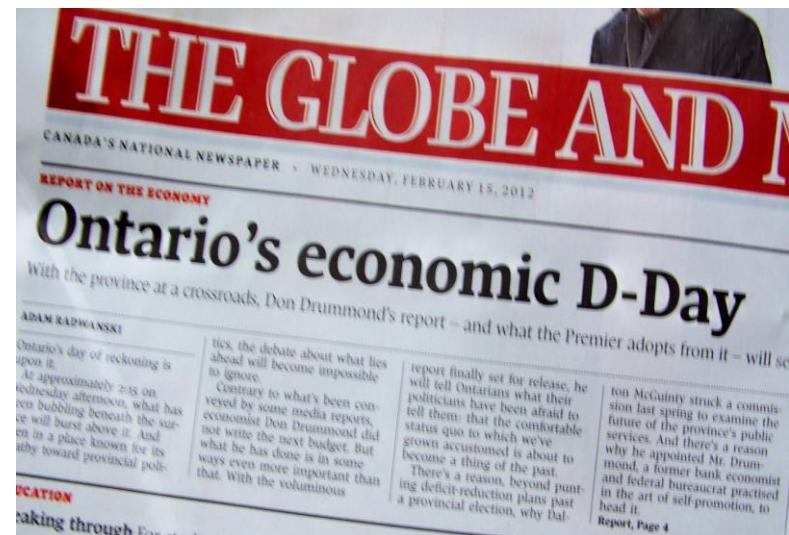 THE GLOBE AND
CANADA'S NATIONAL NEWSPAPER • WEDNESDAY, FEBRUARY 15, 2012
REPORT ON THE ECONOMY
Ontario's economic D-Day
With the province at a crossroads, Don Drummond's report – and what the Premier adopts from it – will
ADAM RADWANSKI
Ontario's day of reckoning is
upon it.
At approximately 2:15 on
Wednesday afternoon, what has
been bubbling beneath the sur-
ce will burst above it. And
en in a place known for its
athy toward provincial poli-
tics, the debate about what lies
ahead will become impossible
to ignore.
Contrary to what's been con-
veyed by some media reports,
economist Don Drummond did
not write the next budget. But
what he has done is in some
ways even more important than
that. With the voluminous
report finally set for release, he
will tell Ontarians what their
politicians have been afraid to
tell them: that the comfortable
status quo to which we've
grown accustomed is about to
become a thing of the past.
There's a reason, beyond punt-
ing deficit-reduction plans past
a provincial election, why Dal-
ton McGuinty struck a commis-
sion last spring to examine the
future of the province's public
services. And there's a reason
why he appointed Mr. Drum-
mond, a former bank economist
and federal bureaucrat practised
in the art of self-promotion, to
head it.
Report, Page 4
UCATION
eaking through